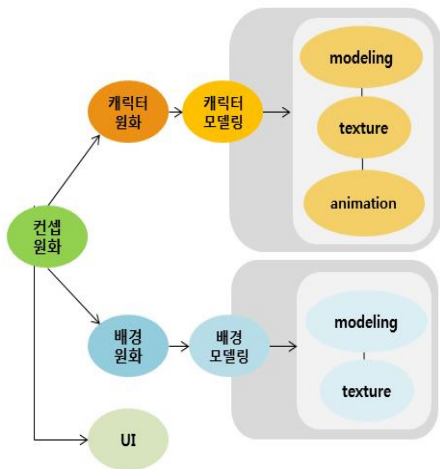 컨셉
원화
캐릭터
원화
캐릭터
모델링
modeling
texture
animation
배경
원화
배경
모델링
modeling
texture
UI